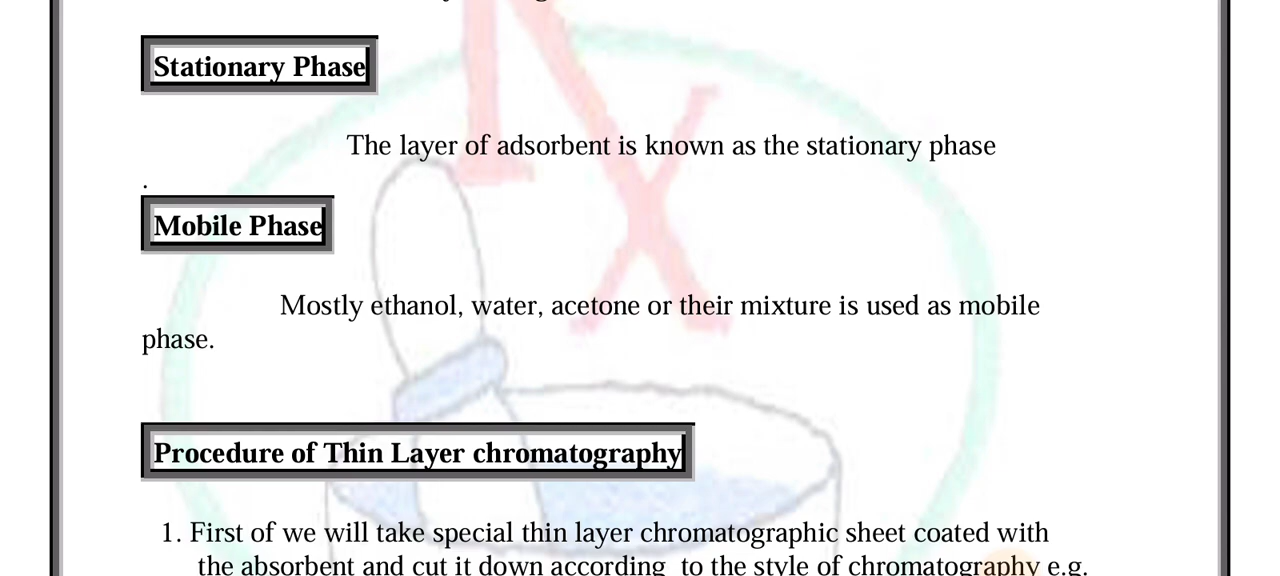 Stationary Phase
The layer of adsorbent is known as the stationary phase
.
Mobile Phase
Mostly ethanol, water, acetone or their mixture is used as mobile
phase.
Procedure of Thin Layer chromatography
1. First of we will take special thin layer chromatographic sheet coated with
the absorbent and cut it down according  to the style of chromatography e.g.